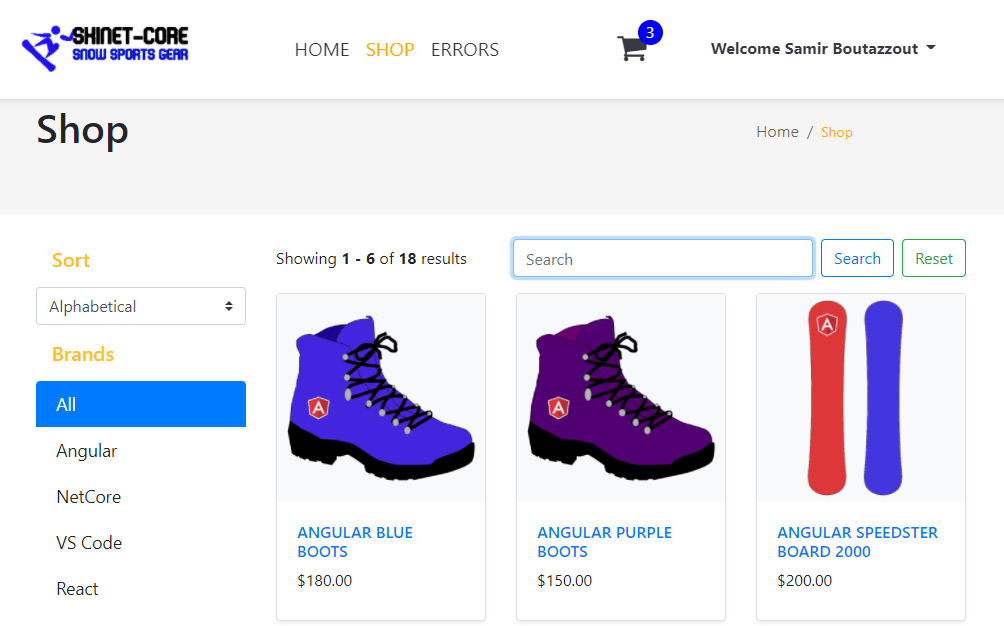 SHINET-CORE
SNOW SPORTS GEAR
HOME SHOP ERRORS
3
Welcome Samir Boutazzout
Shop
Home / Shop
Sort
Alphabetical
Brands
All
Angular
NetCore
VS Code
React
Showing 1 - 6 of 18 results
Search
Search
Reset
A
ANGULAR BLUE
BOOTS
$180.00
A
ANGULAR PURPLE
BOOTS
$150.00
A
ANGULAR SPEEDSTER
BOARD 2000
$200.00